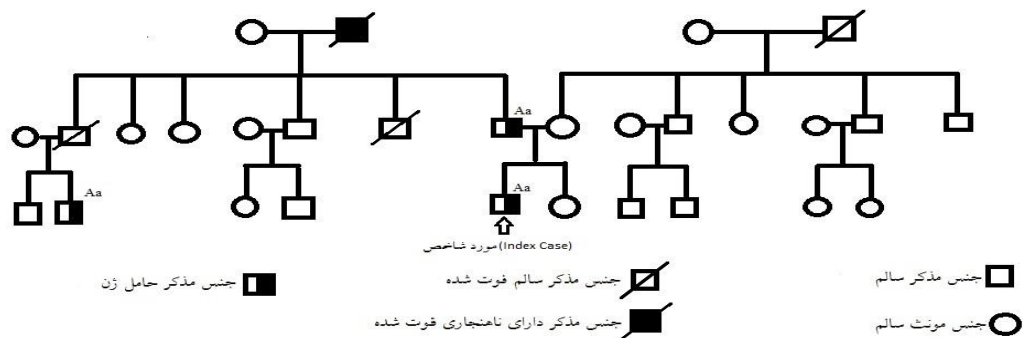 Aa
Aa
Aa
مورد شاخص(Index Case)
جنس مذکر سالم
جنس مذکر سالم فوت شده
جنس مذکر حامل ژن
جنس مونث سالم
جنس مذکر دارای ناهنجاری فوت شده